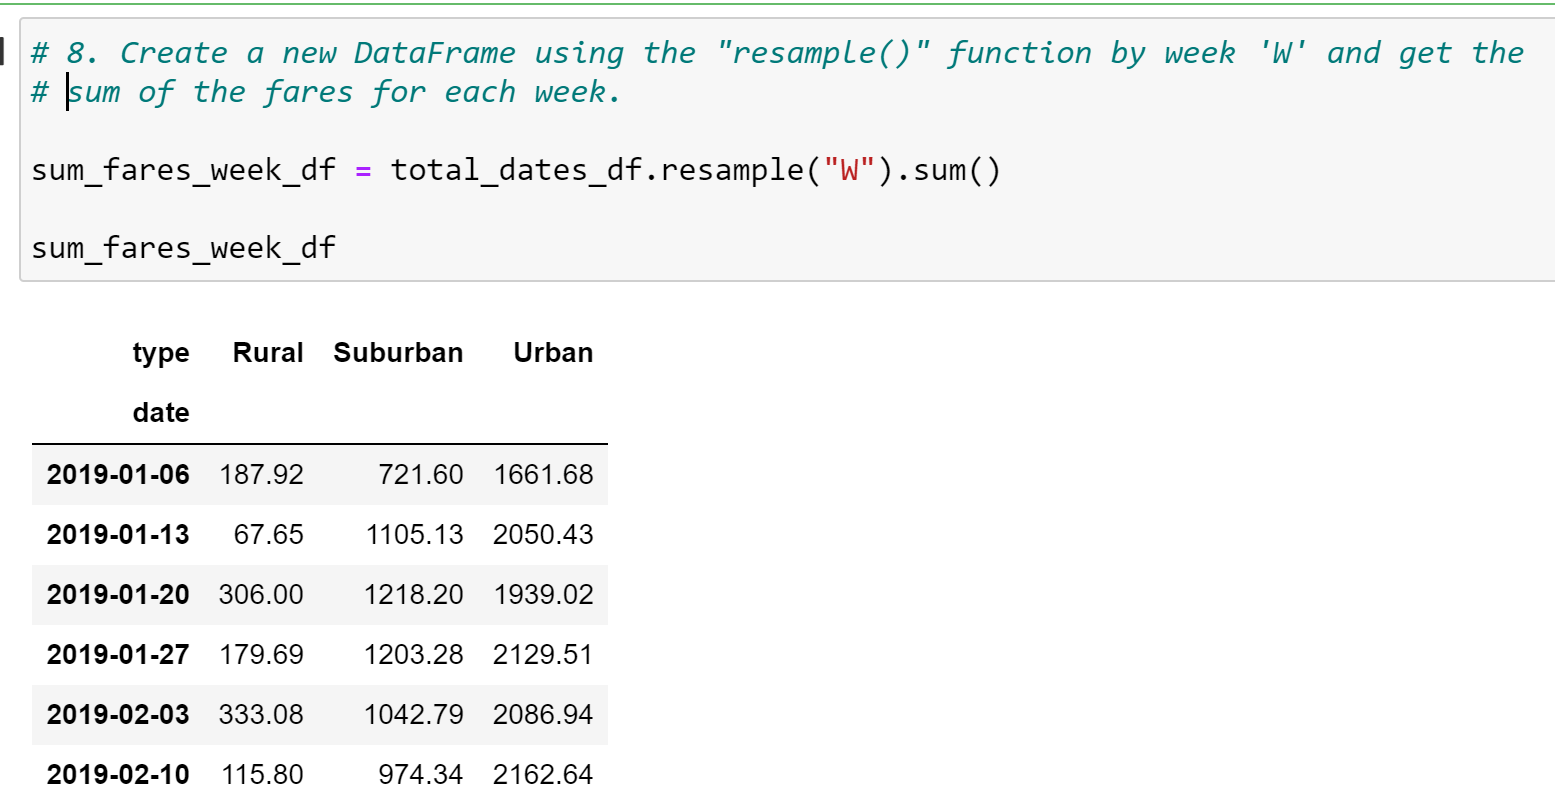 # 8. Create a new DataFrame using the "resample()" function by week 'W' and get the
# sum of the fares for each week.
sum_fares_week_df = total_dates_df.resample("W").sum()
sum_fares_week_df
type Rural Suburban Urban
date
2019-01-06 187.92 721.60 1661.68
2019-01-13 67.65 1105.13 2050.43
2019-01-20 306.00 1218.20 1939.02
2019-01-27 179.69 1203.28 2129.51
2019-02-03 333.08 1042.79 2086.94
2019-02-10 115.80 974.34 2162.64